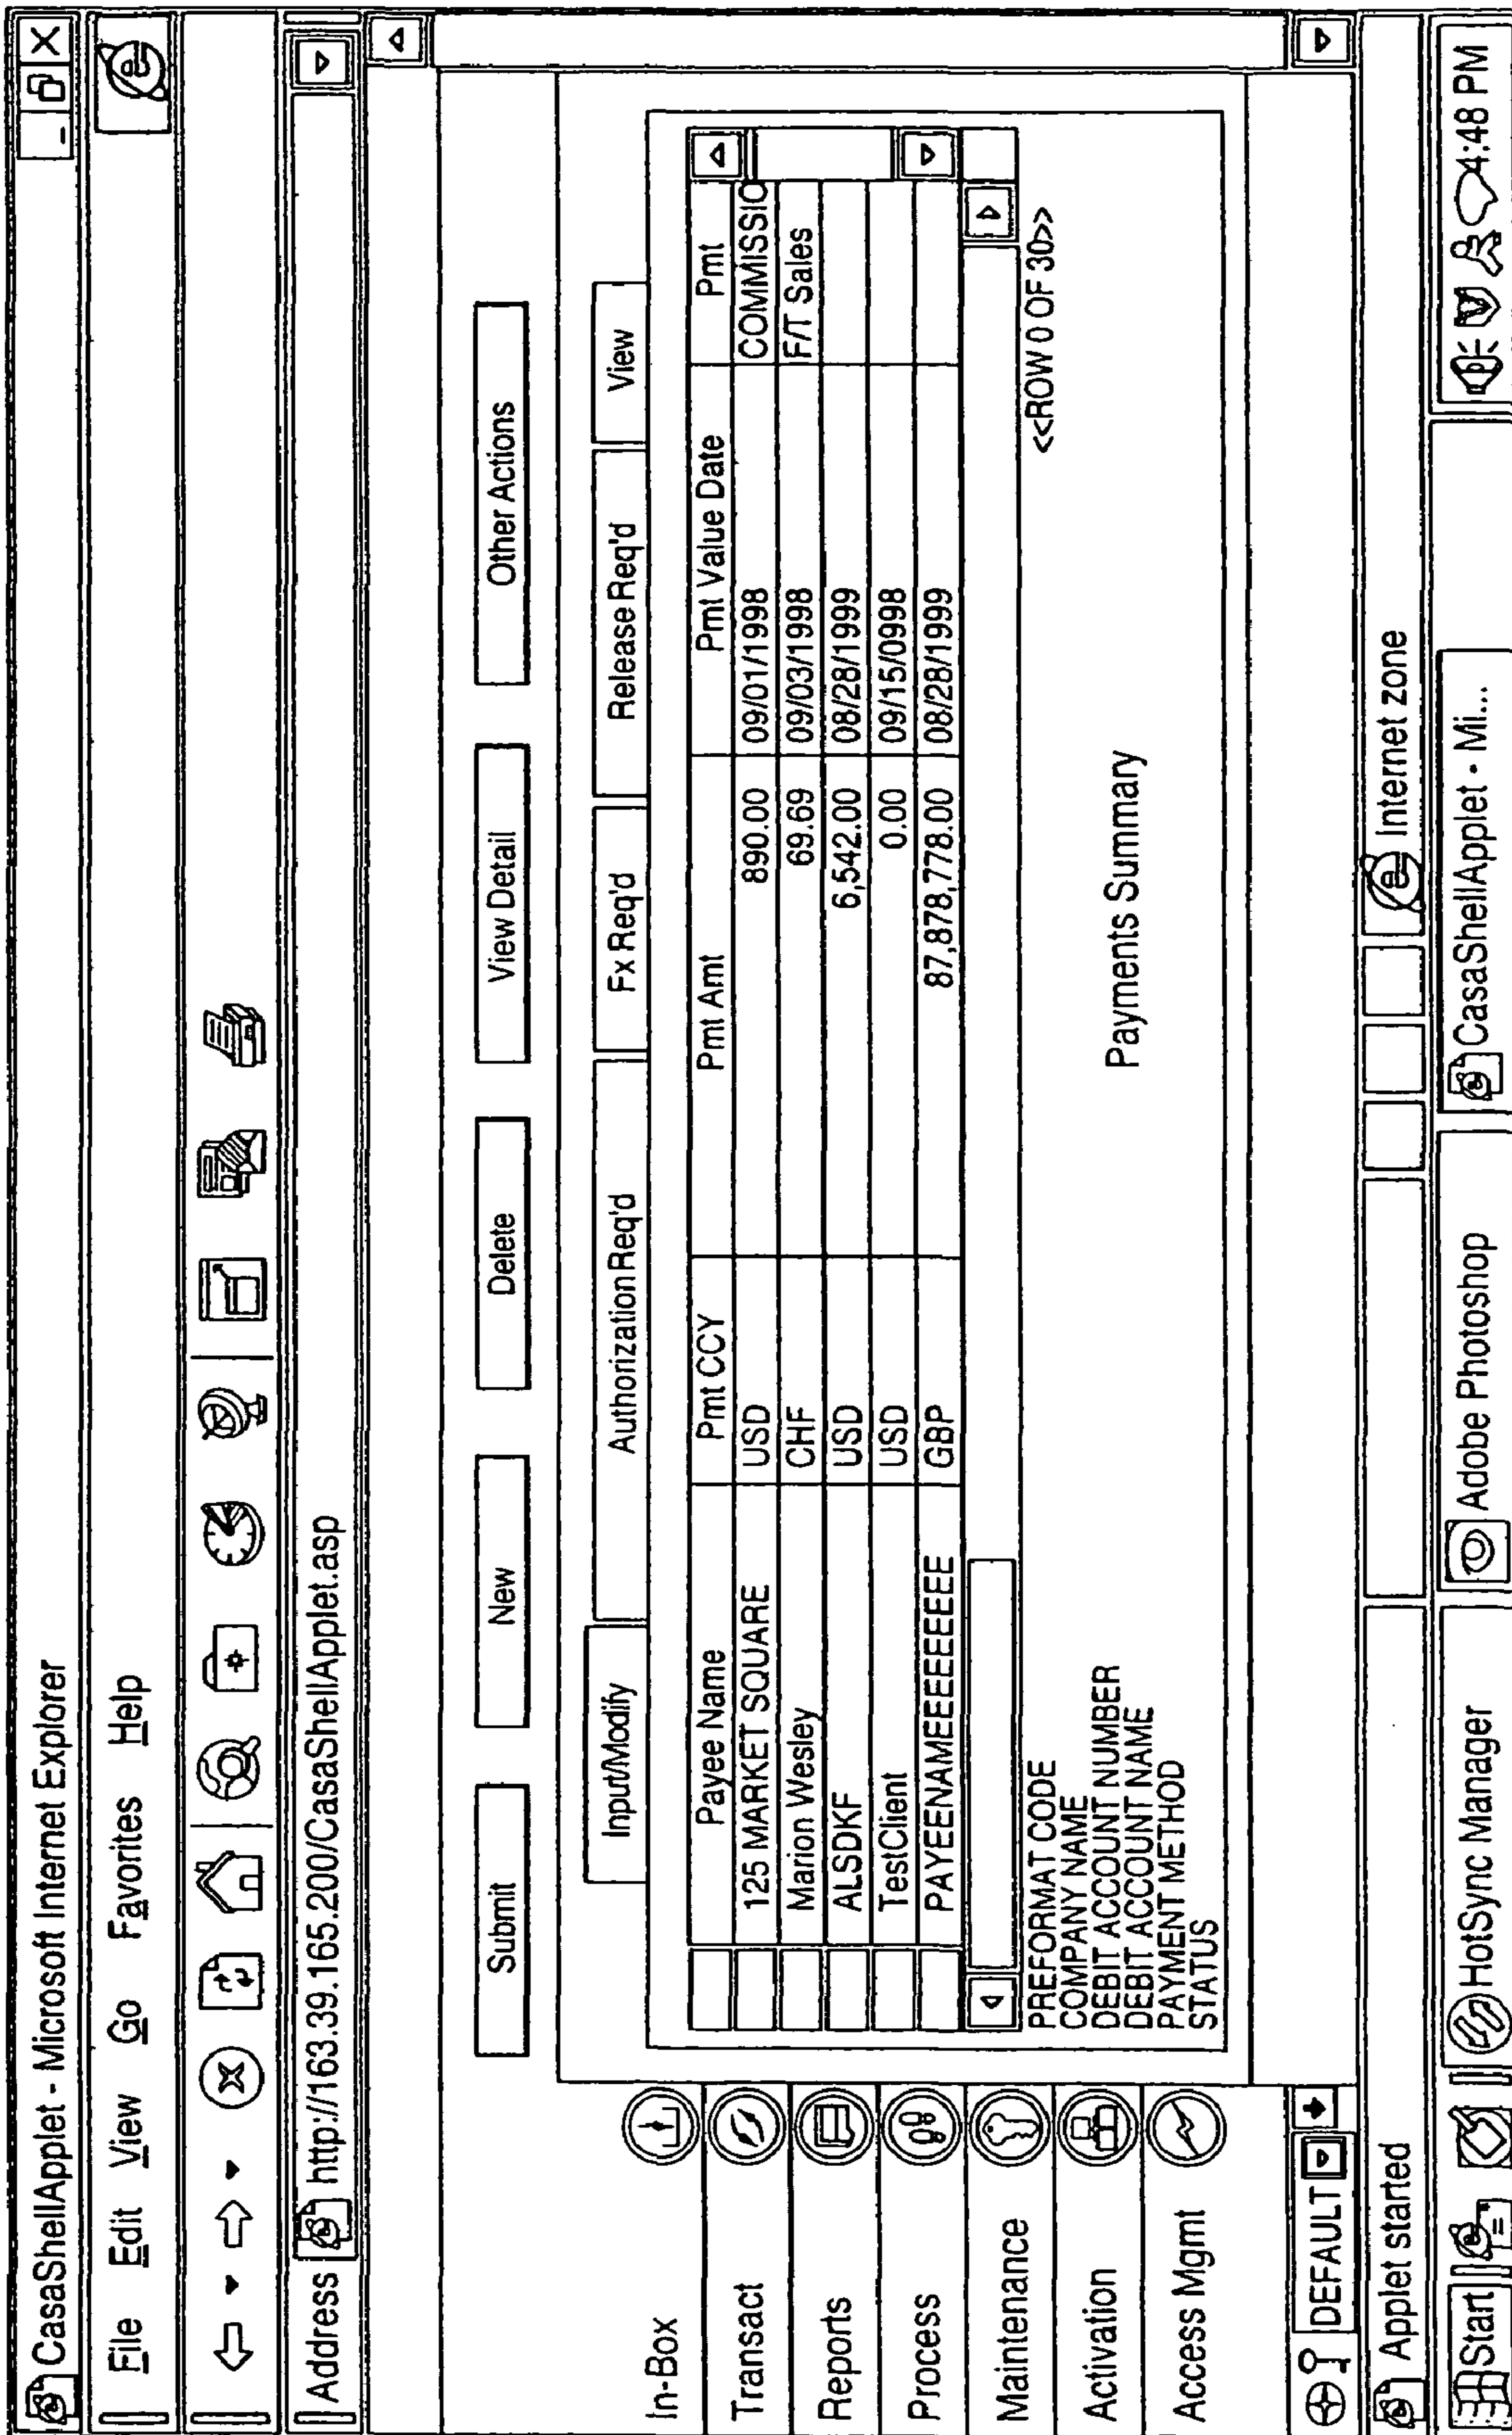 CasaShellApplet - Microsoft Internet Explorer
File Edit View Go Favorites Help
Address http://163.39.165.200/CasaShellApplet.asp
Submit New Delete View Detail Other Actions
Input/Modify AuthorizationReq'd Fx Req'd Release Req'd View
In-Box
Transact
Reports
Process
Maintenance
Activation
Access Mgmt
Payee Name Pmt CCY Pmt Amt Pmt Value Date Pmt
125 MARKET SQUARE USD 890.00 09/01/1998 COMMISSIO
Marion Wesley CHF 69.69 09/03/1998 F/T Sales
ALSDKF USD 6,542.00 08/28/1999
TestClient USD 0.00 09/15/0998
PAYEENAMEEEEEEEEE GBP 87,878,778.00 08/28/1999
<<ROW 0 OF 30>>
PREFORMAT CODE
COMPANY NAME
DEBIT ACCOUNT NUMBER
DEBIT ACCOUNT NAME
PAYMENT METHOD
STATUS
Payments Summary
DEFAULT
Applet started Internet zone
Start HotSync Manager Adobe Photoshop CasaShellApplet - Mi... 4:48 PM